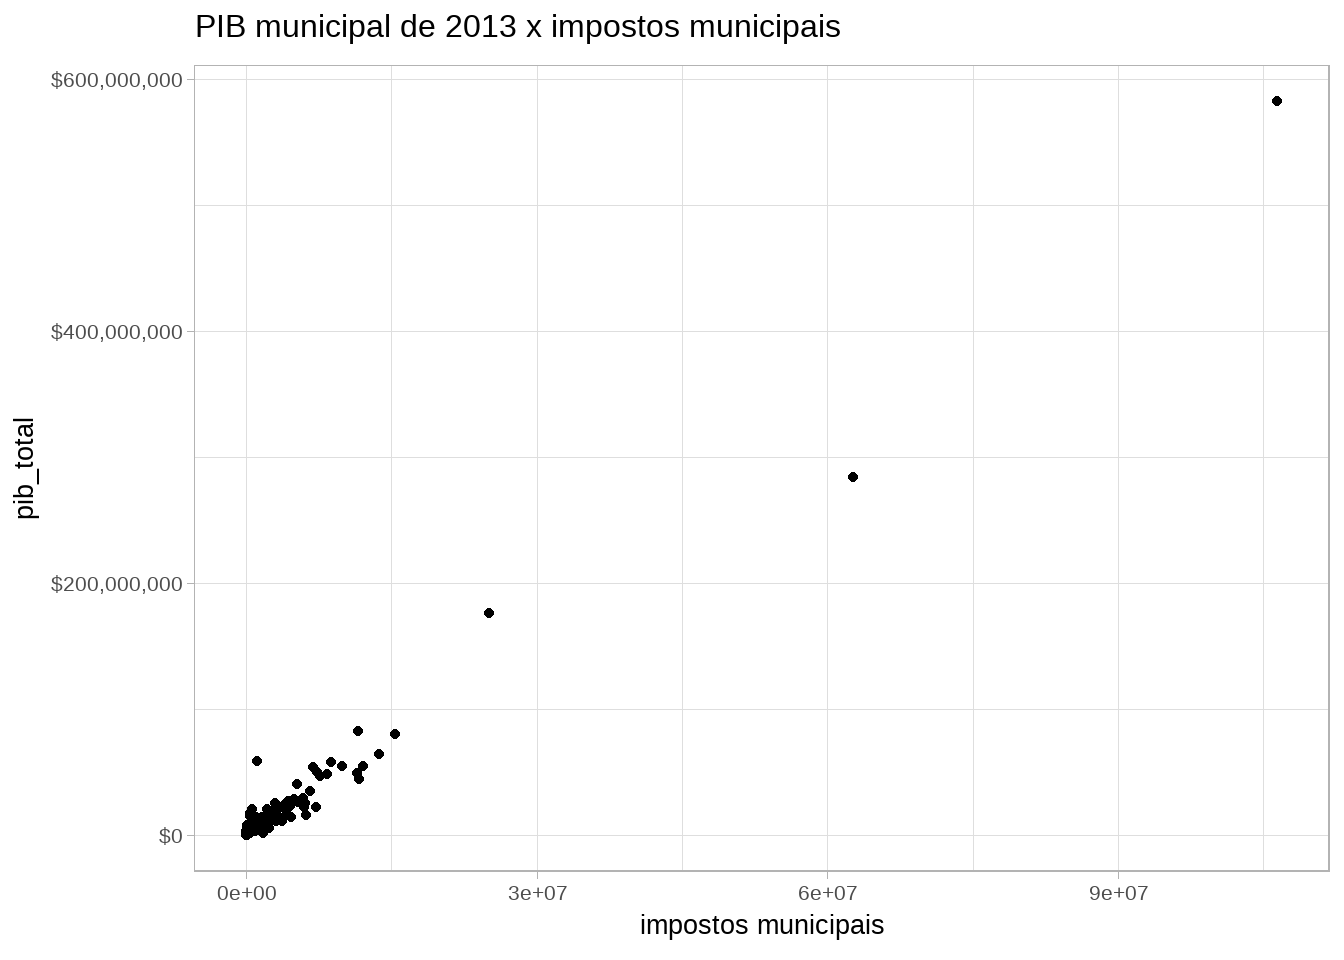 PIB municipal de 2013 x impostos municipais
$600,000,000
$400,000,000
pib_total
$200,000,000
$0
0e+00 3e+07 6e+07 9e+07
impostos municipais